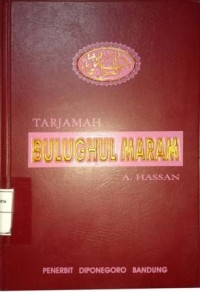 TARJAMAH
BULUGHUL MARAM
A. HASSAN
PENERBIT DIPONEGORO BANDUNG